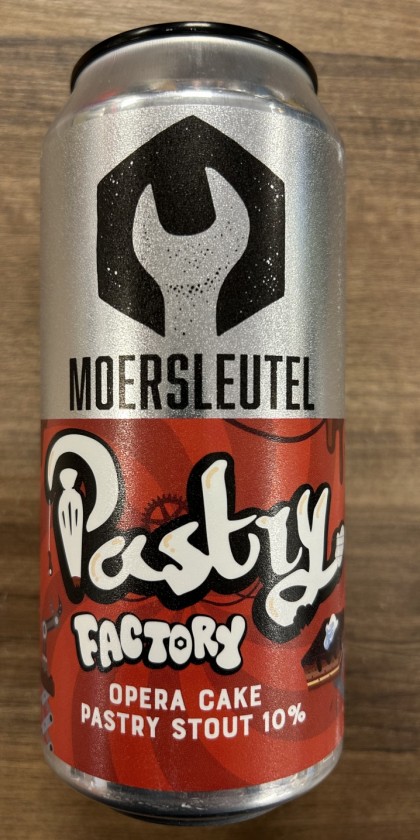 MOERSLEUTEL
Pastry
FACTORY
OPERA CAKE
PASTRY STOUT 10%